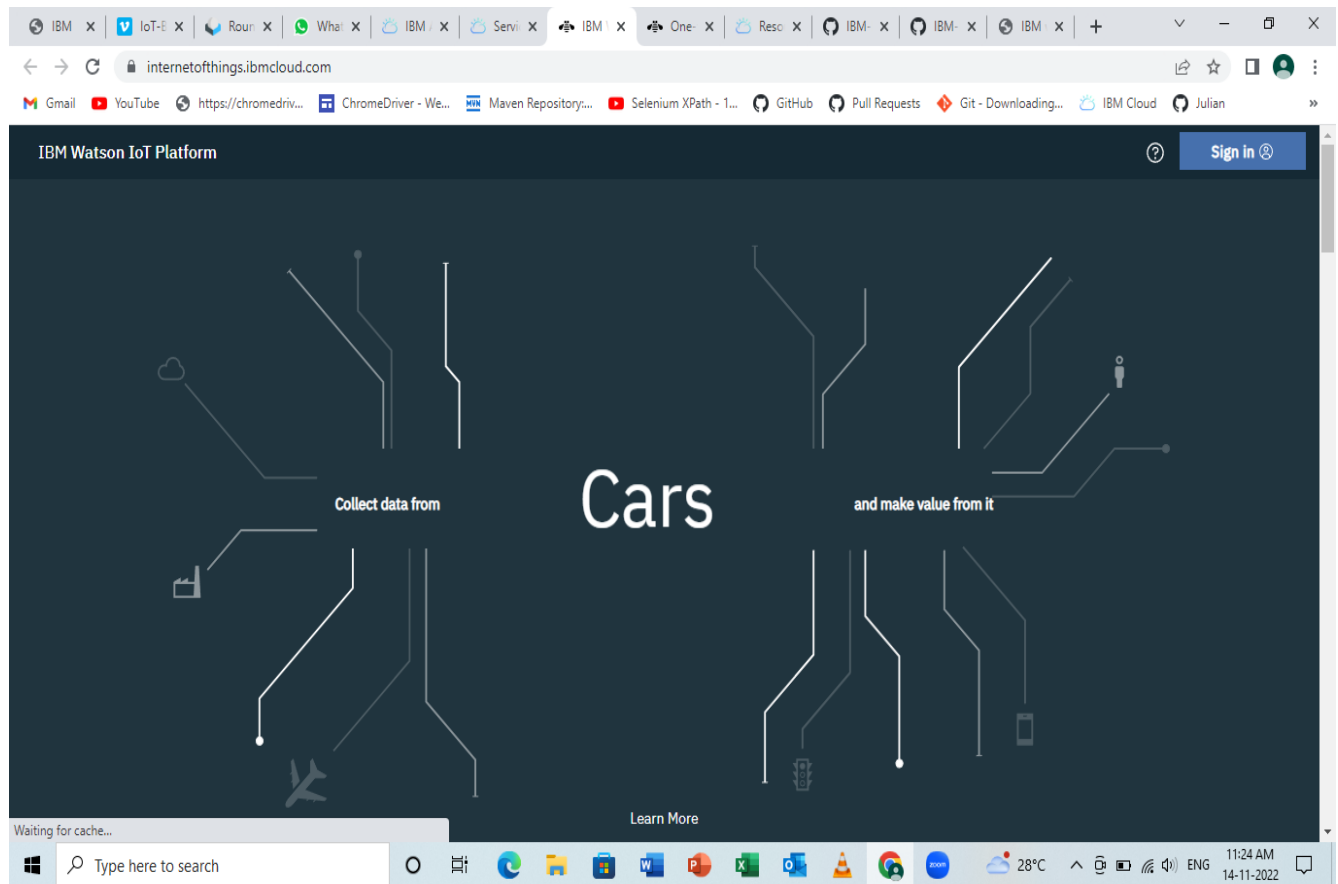 IBM
IoT-E
Roun
What
IBM
Servi
IBM
One-
Reso
IBM-
IBM-
IBM
internetofthings.ibmcloud.com
Gmail YouTube https://chromedriv... ChromeDriver - We... Maven Repository:... Selenium XPath - 1... GitHub Pull Requests Git - Downloading... IBM Cloud Julian »
IBM Watson IoT Platform
Sign in
Collect data from Cars and make value from it
Learn More
Waiting for cache...
Type here to search
zoom
28°C
ENG
11:24 AM
14-11-2022